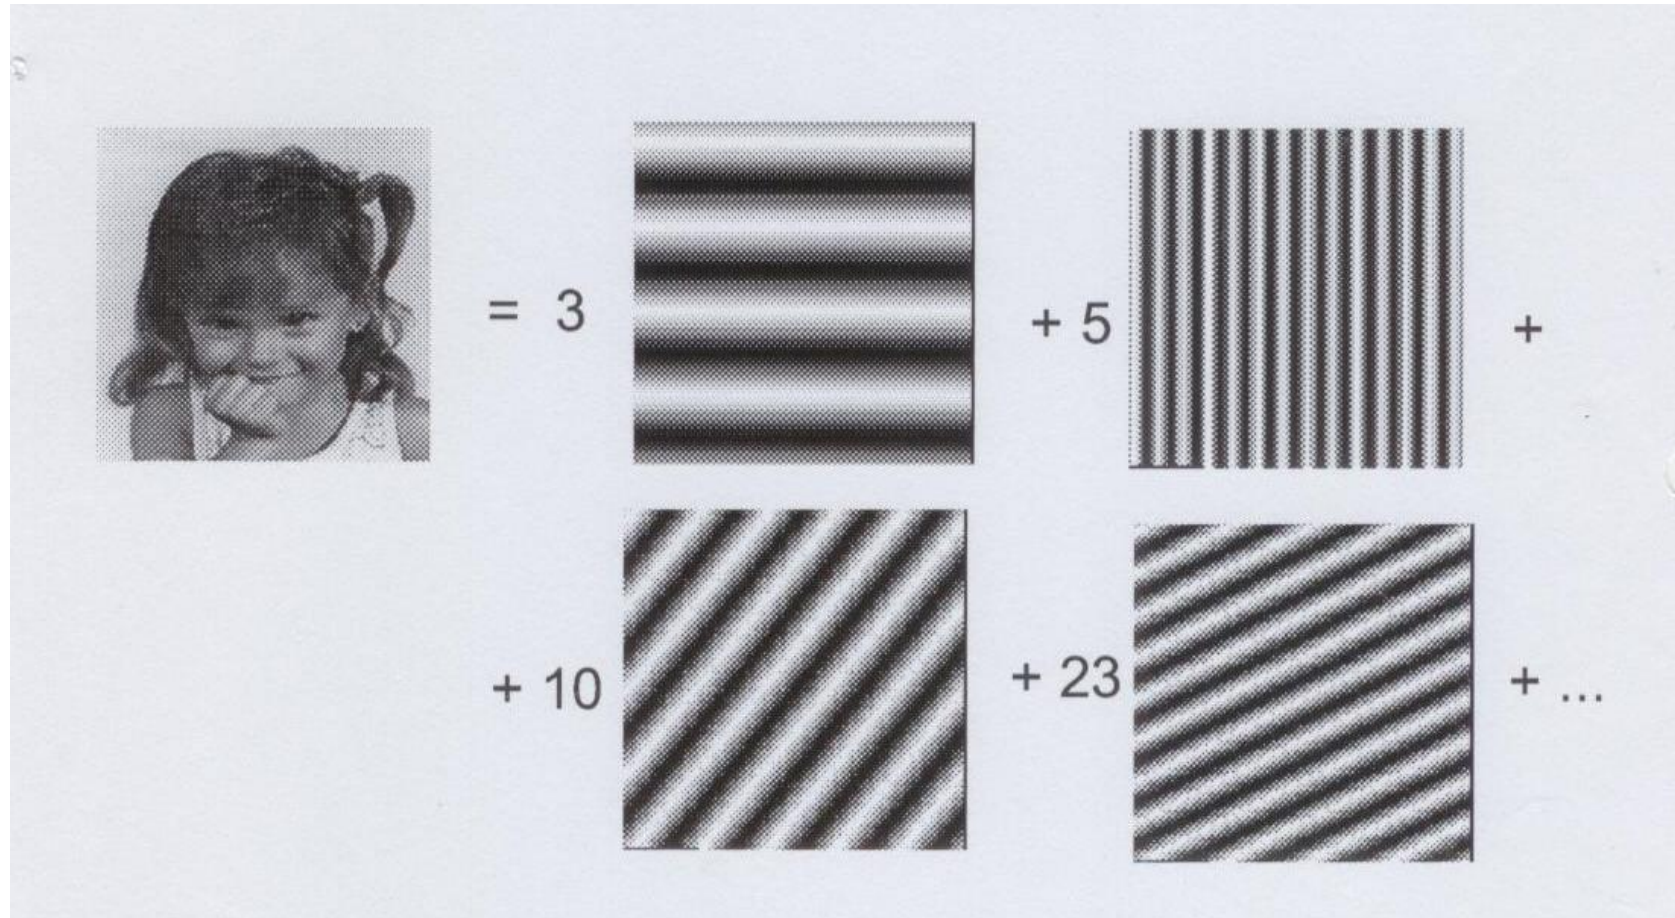 = 3 + 5 +
+ 10 + 23 + ...